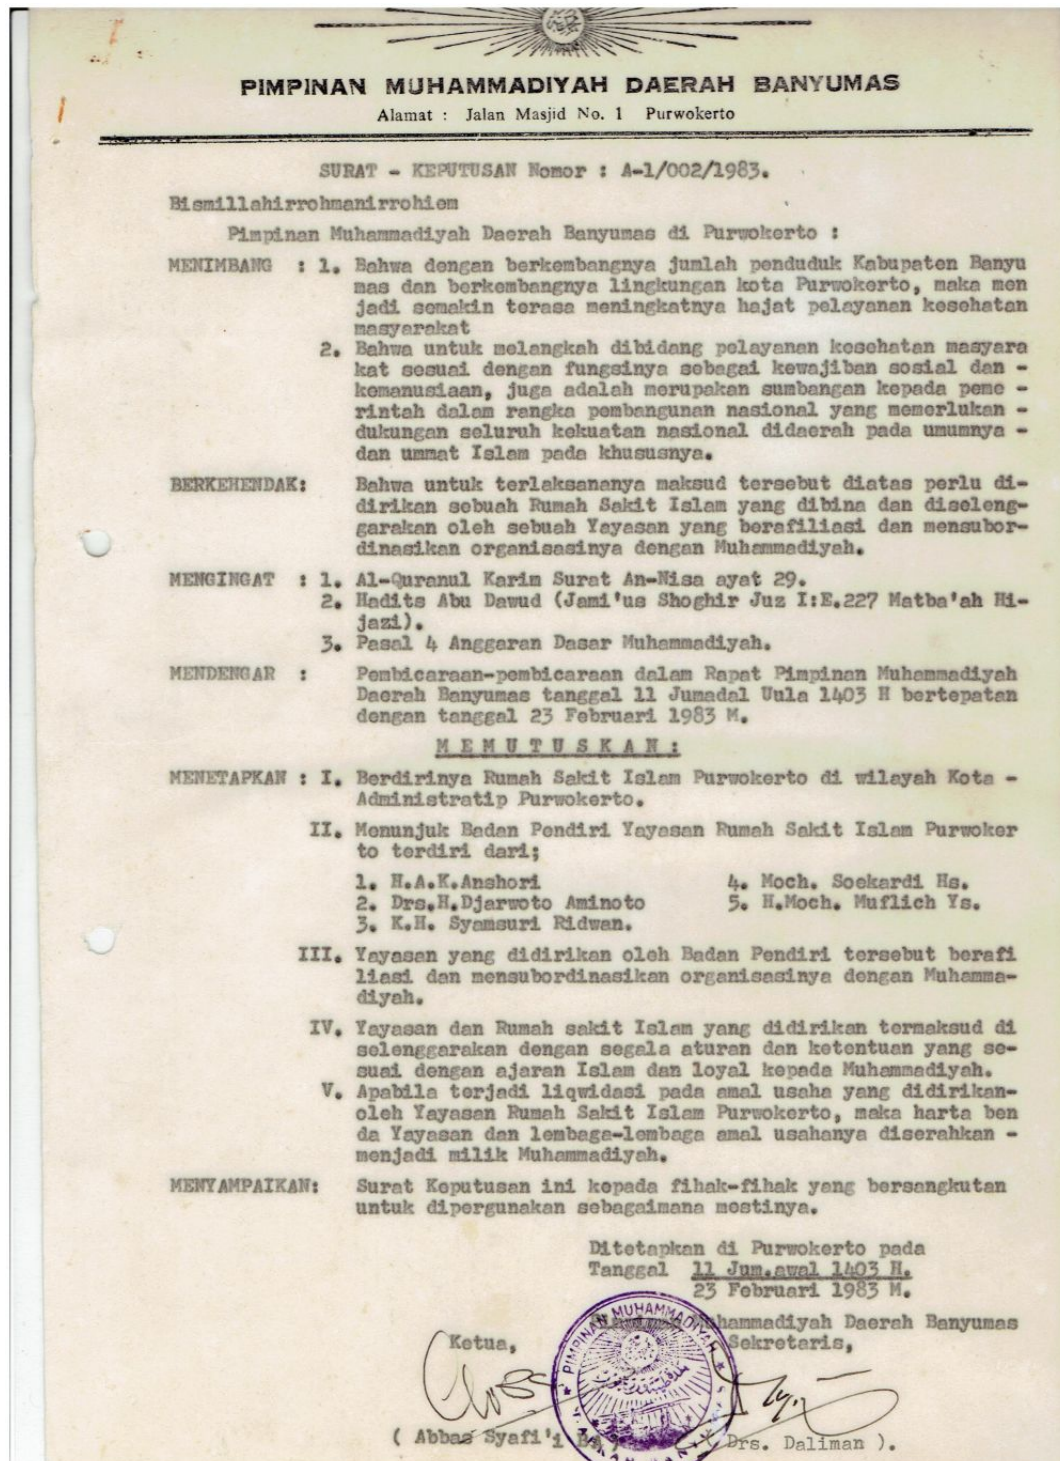 PIMPINAN MUHAMMADIYAH DAERAH BANYUMAS
Alamat : Jalan Masjid No. 1 Purwokerto
SURAT - KEPUTUSAN Nomor : A-1/002/1983.
Bismillahirrohmanirrohiem
Pimpinan Muhammadiyah Daerah Banyumas di Purwokerto :
MENIMBANG : 1. Bahwa dengan berkembangnya jumlah penduduk Kabupaten Banyu
mas dan berkembangnya lingkungan kota Purwokerto, maka men
jadi semakin terasa meningkatnya hajat pelayanan kesehatan
masyarakat
2. Bahwa untuk melangkah dibidang pelayanan kesehatan masyara
kat sesuai dengan fungsinya sebagai kewajiban sosial dan -
kemanusiaan, juga adalah merupakan sumbangan kepada peme -
rintah dalam rangka pembangunan nasional yang memerlukan -
dukungan seluruh kekuatan nasional didaerah pada umumnya -
dan ummat Islam pada khususnya.
BERKEHENDAK: Bahwa untuk terlaksananya maksud tersebut diatas perlu di-
dirikan sebuah Rumah Sakit Islam yang dibina dan diseleng-
garakan oleh sebuah Yayasan yang berafiliasi dan mensubor-
dinasikan organisasinya dengan Muhammadiyah.
MENGINGAT : 1. Al-Quranul Karim Surat An-Nisa ayat 29.
2. Hadits Abu Dawud (Jami'us Shoghir Juz I:E.227 Matba'ah Hi-
jazi).
3. Pasal 4 Anggaran Dasar Muhammadiyah.
MENDENGAR : Pembicaraan-pembicaraan dalam Rapat Pimpinan Muhammadiyah
Daerah Banyumas tanggal 11 Jumadal Uula 1403 H bertepatan
dengan tanggal 23 Februari 1983 M.
M E M U T U S K A N :
MENETAPKAN : I. Berdirinya Rumah Sakit Islam Purwokerto di wilayah Kota -
Administratip Purwokerto.
II. Menunjuk Badan Pendiri Yayasan Rumah Sakit Islam Purwoker
to terdiri dari;
1. H.A.K.Anshori 4. Moch. Soekardi Hs.
2. Drs.H.Djarwoto Aminoto 5. H.Moch. Muflich Ys.
3. K.H. Syamsuri Ridwan.
III. Yayasan yang didirikan oleh Badan Pendiri tersebut berafi
liasi dan mensubordinasikan organisasinya dengan Muhamma-
diyah.
IV. Yayasan dan Rumah sakit Islam yang didirikan termaksud di
selenggarakan dengan segala aturan dan ketentuan yang se-
suai dengan ajaran Islam dan loyal kepada Muhammadiyah.
V. Apabila terjadi liqwidasi pada amal usaha yang didirikan-
oleh Yayasan Rumah Sakit Islam Purwokerto, maka harta ben
da Yayasan dan lembaga-lembaga amal usahanya diserahkan -
menjadi milik Muhammadiyah.
MENYAMPAIKAN: Surat Keputusan ini kepada fihak-fihak yang bersangkutan
untuk dipergunakan sebagaimana mestinya.
Ditetapkan di Purwokerto pada
Tanggal 11 Jum.awal 1403 H.
23 Februari 1983 M.
Muhammadiyah Daerah Banyumas
Ketua, Sekretaris,
PIMPINAN MUHAMMADIYAH
( Abbas Syafi'i BA ) ( Drs. Daliman ).